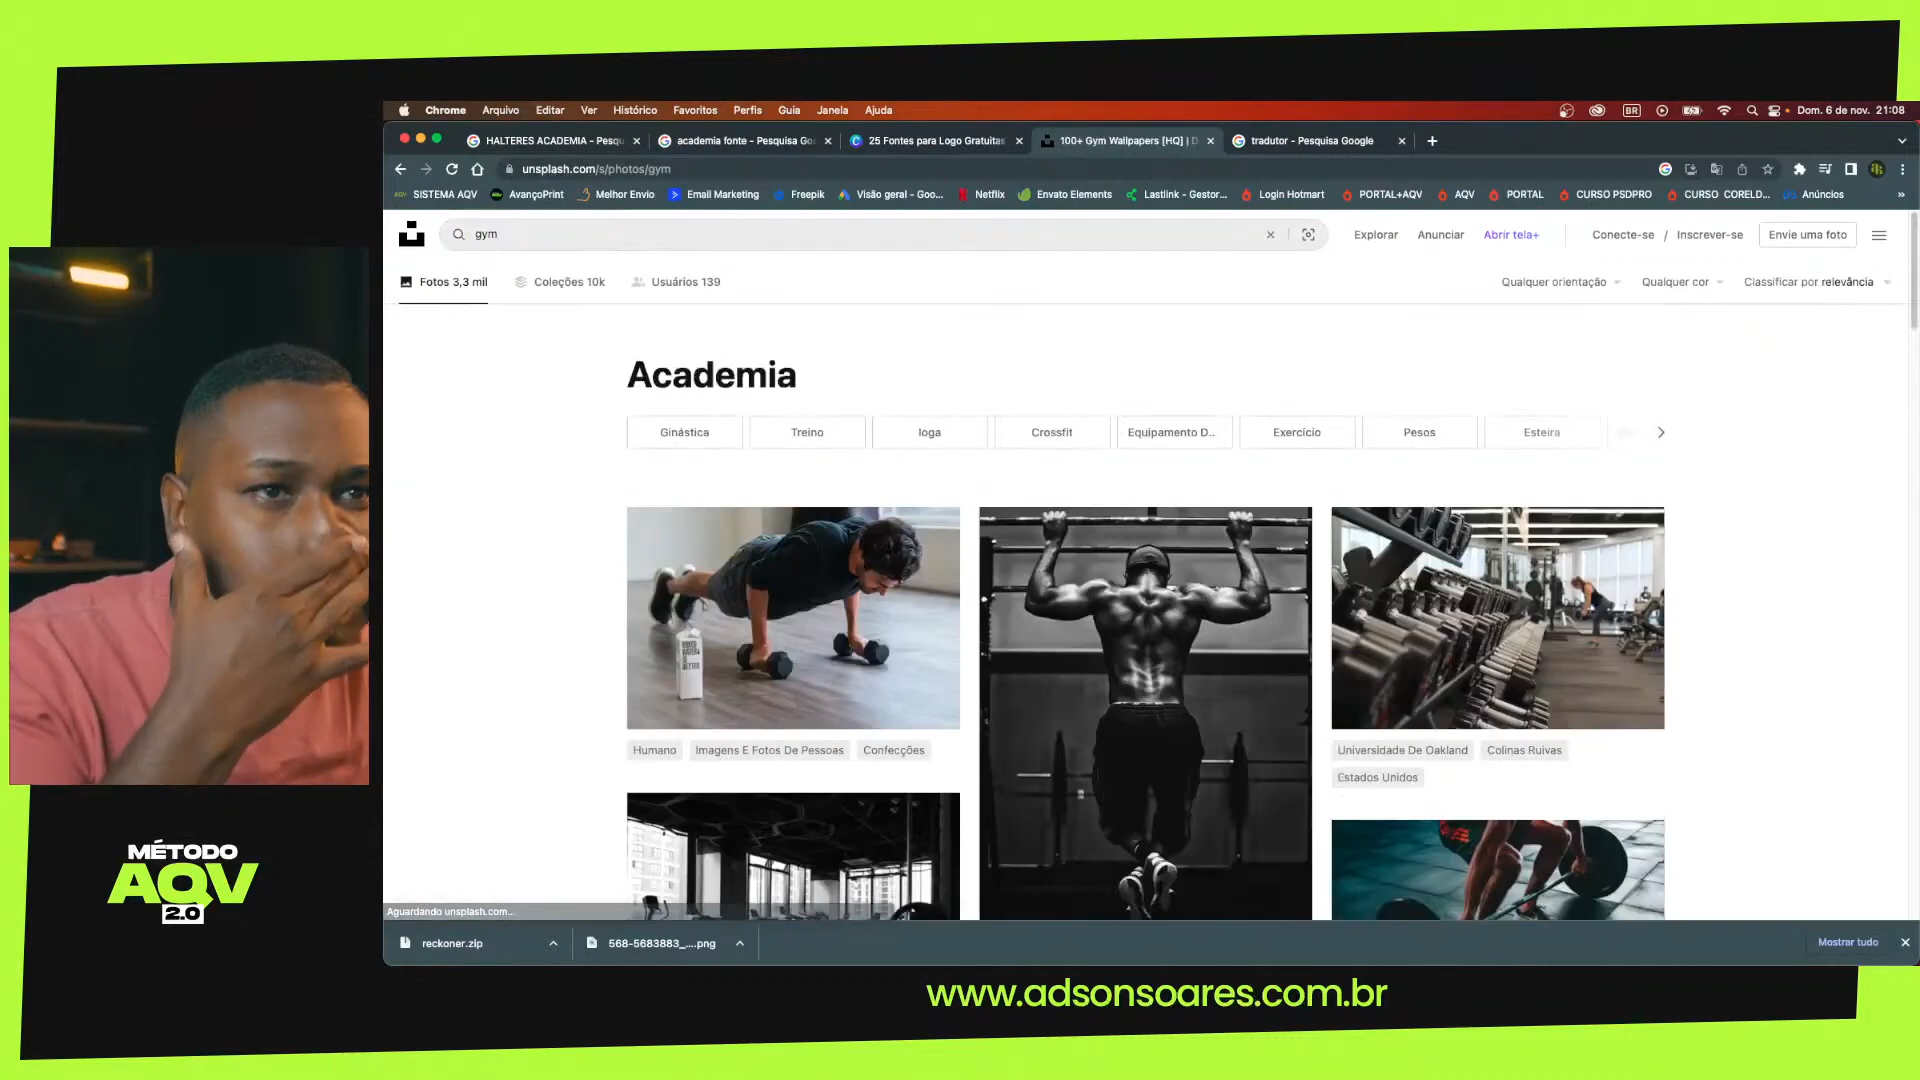 Chrome Arquivo Editar Ver Histórico Favoritos Perfis Guia Janela Ajuda
BR
Dom. 6 de nov. 21:08
HALTERES ACADEMIA - Pesqu
academia fonte - Pesquisa Goo
25 Fontes para Logo Gratuitas
100+ Gym Wallpapers [HQ] | D
tradutor - Pesquisa Google
unsplash.com/s/photos/gym
SISTEMA AQV
AvançoPrint
Melhor Envio
Email Marketing
Freepik
Visão geral - Goo...
Netflix
Envato Elements
Lastlink - Gestor...
Login Hotmart
PORTAL+AQV
AQV
PORTAL
CURSO PSDPRO
CURSO CORELD...
Anúncios
gym
Explorar
Anunciar
Abrir tela+
Conecte-se / Inscrever-se
Envie uma foto
Fotos 3,3 mil
Coleções 10k
Usuários 139
Qualquer orientação
Qualquer cor
Classificar por relevância
Academia
Ginástica
Treino
Ioga
Crossfit
Equipamento D...
Exercício
Pesos
Esteira
BOXED
WATER
IS
BETTER
Humano
Imagens E Fotos De Pessoas
Confecções
Universidade De Oakland
Colinas Ruivas
Estados Unidos
Aguardando unsplash.com...
reckoner.zip
568-5683883_....png
Mostrar tudo
MÉTODO
AQV
2.0
www.adsonsoares.com.br